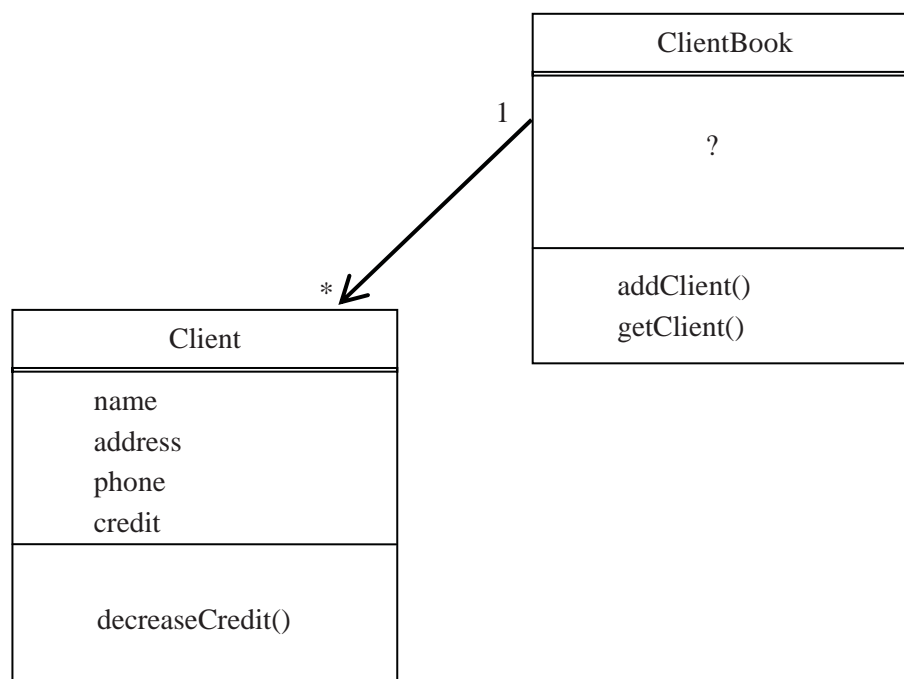 ClientBook
?
addClient()
getClient()
1
*
Client
name
address
phone
credit
decreaseCredit()